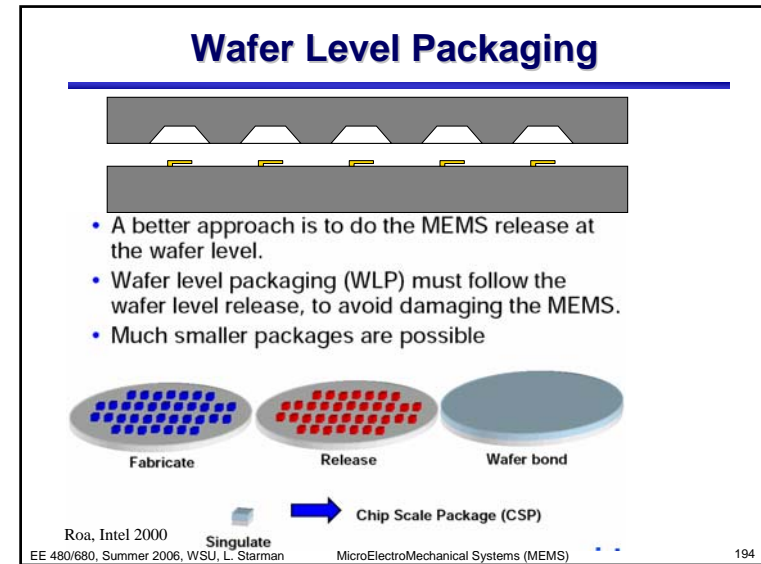 Wafer Level Packaging
• A better approach is to do the MEMS release at
the wafer level.
• Wafer level packaging (WLP) must follow the
wafer level release, to avoid damaging the MEMS.
• Much smaller packages are possible
Fabricate
Release
Wafer bond
Chip Scale Package (CSP)
Roa, Intel 2000
Singulate
EE 480/680, Summer 2006, WSU, L. Starman
MicroElectroMechanical Systems (MEMS)
194